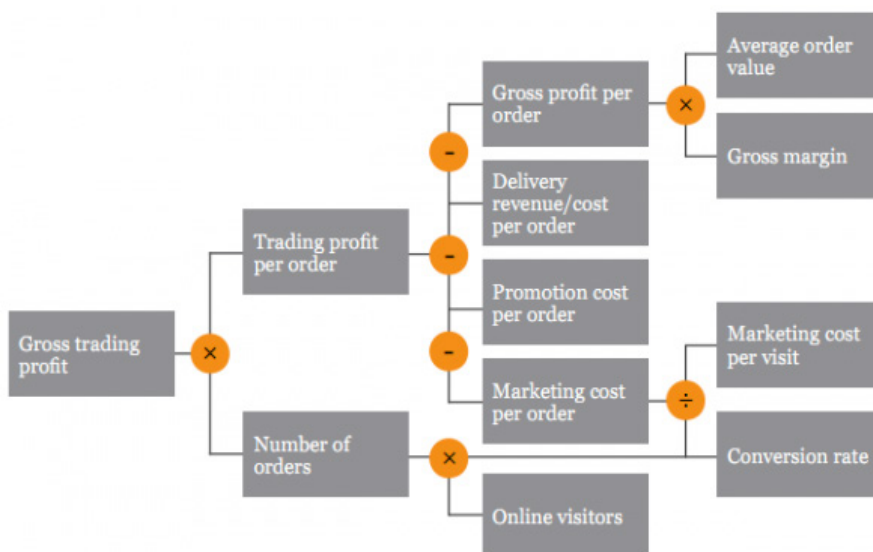 Average order
value
Gross profit per
order
×
-
Gross margin
Delivery
revenue/cost
per order
Trading profit
per order
-
Promotion cost
per order
Gross trading
profit
×
-
Marketing cost
per visit
Marketing cost
per order
÷
Number of
orders
×
Conversion rate
Online visitors